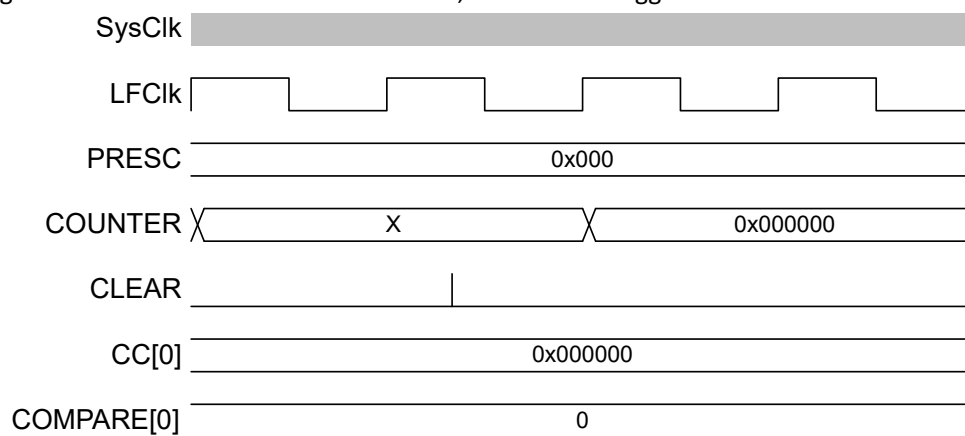 SysClk
LFClk
PRESC 0x000
COUNTER X 0x000000
CLEAR
CC[0] 0x000000
COMPARE[0] 0